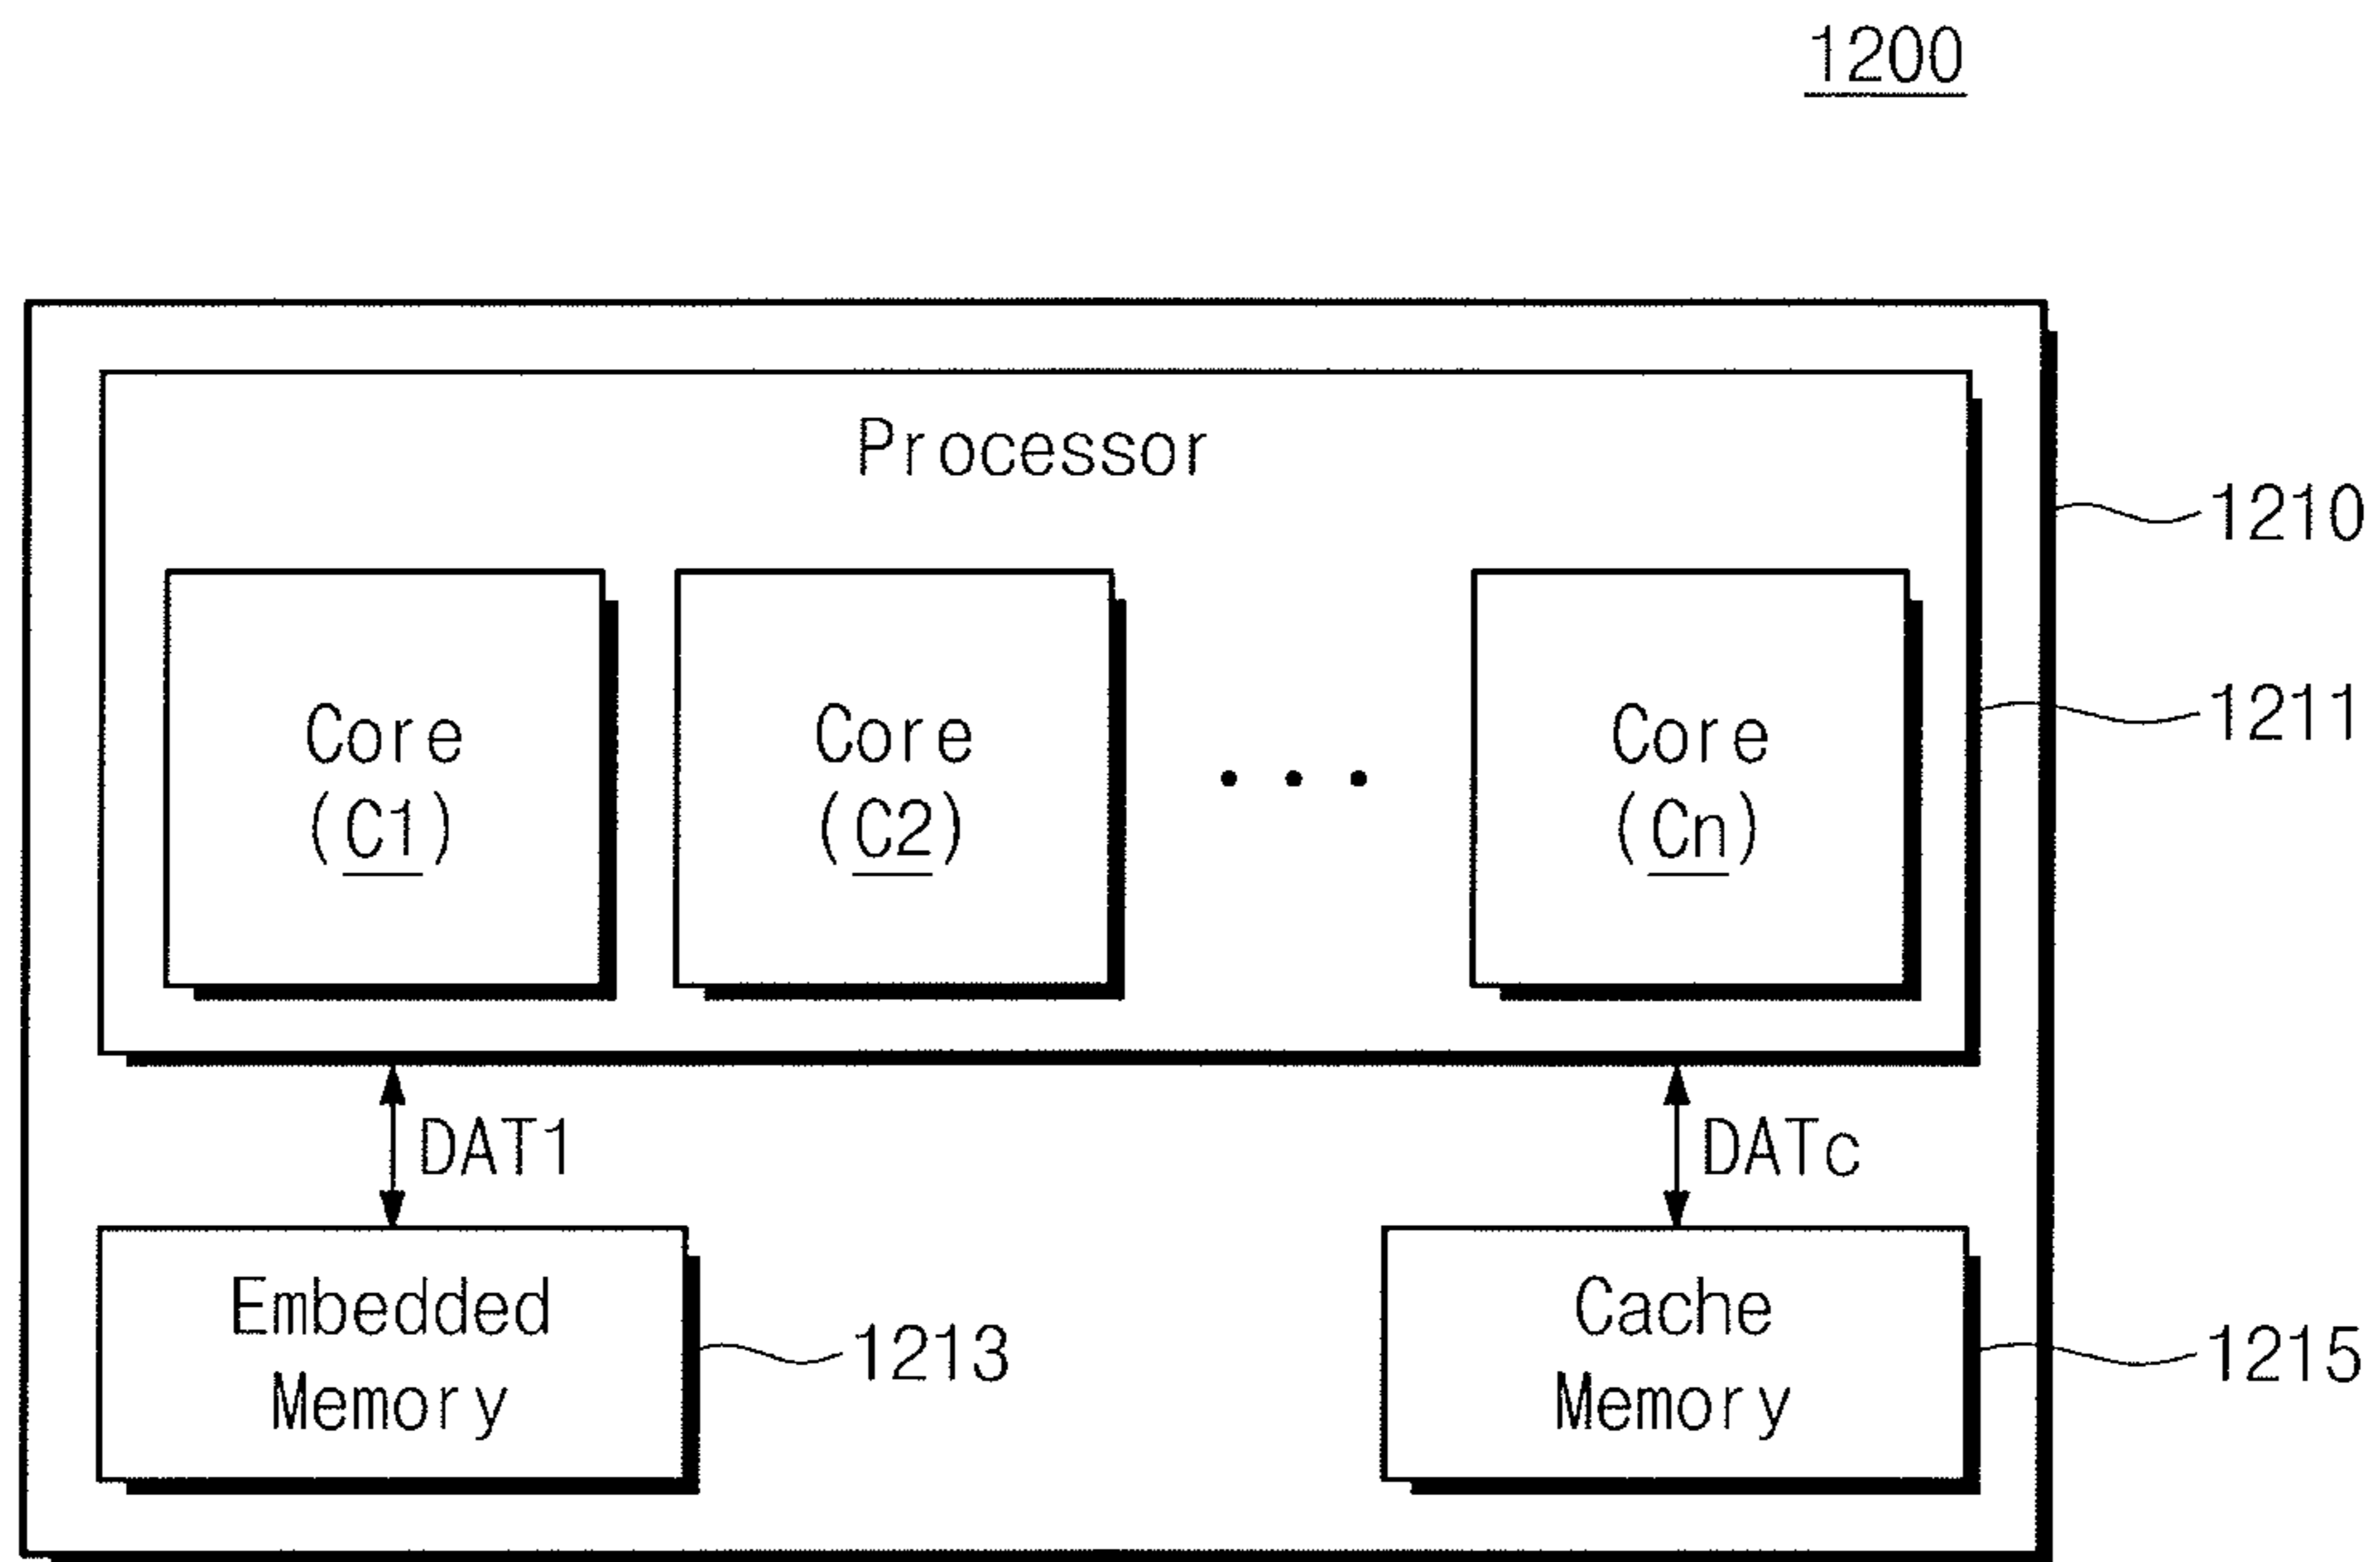 1200
Processor
1210
Core
(C1)
Core
(C2)
• • •
Core
(Cn)
1211
DAT1
DATc
Embedded
Memory
1213
Cache
Memory
1215